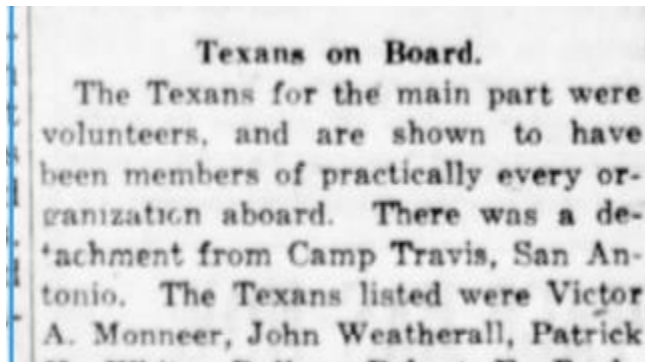 Texans on Board.
The Texans for the main part were
volunteers, and are shown to have
been members of practically every or-
ganization aboard. There was a de-
tachment from Camp Travis, San An-
tonio. The Texans listed were Victor
A. Monneer, John Weatherall, Patrick